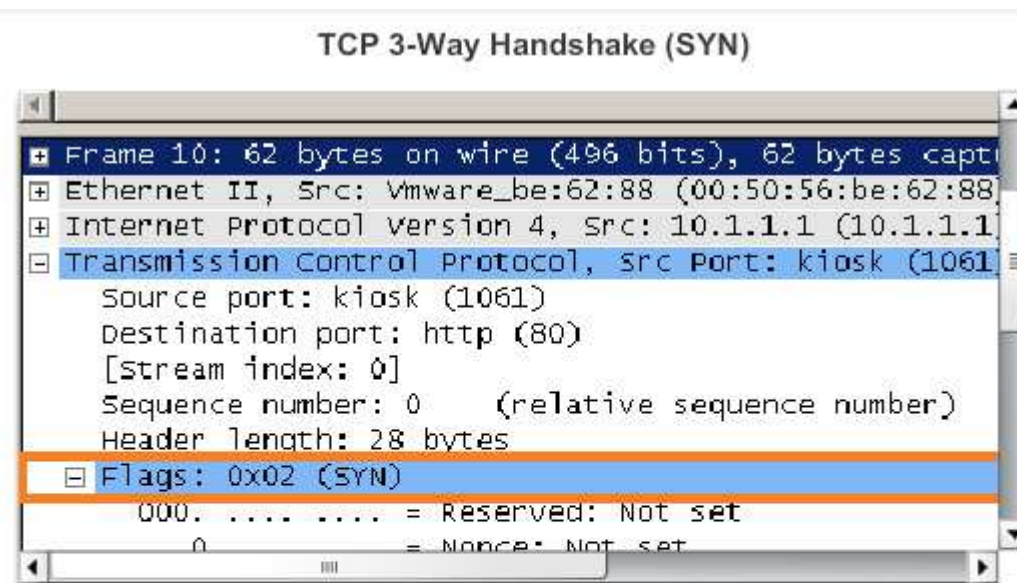 TCP 3-Way Handshake (SYN)
Frame 10: 62 bytes on wire (496 bits), 62 bytes capt
Ethernet II, Src: Vmware_be:62:88 (00:50:56:be:62:88
Internet Protocol Version 4, Src: 10.1.1.1 (10.1.1.1
Transmission Control Protocol, Src Port: kiosk (1061
Source port: kiosk (1061)
Destination port: http (80)
[Stream index: 0]
Sequence number: 0 (relative sequence number)
Header length: 28 bytes
Flags: 0x02 (SYN)
000. .... .... = Reserved: Not set
0 = Nonce: Not set